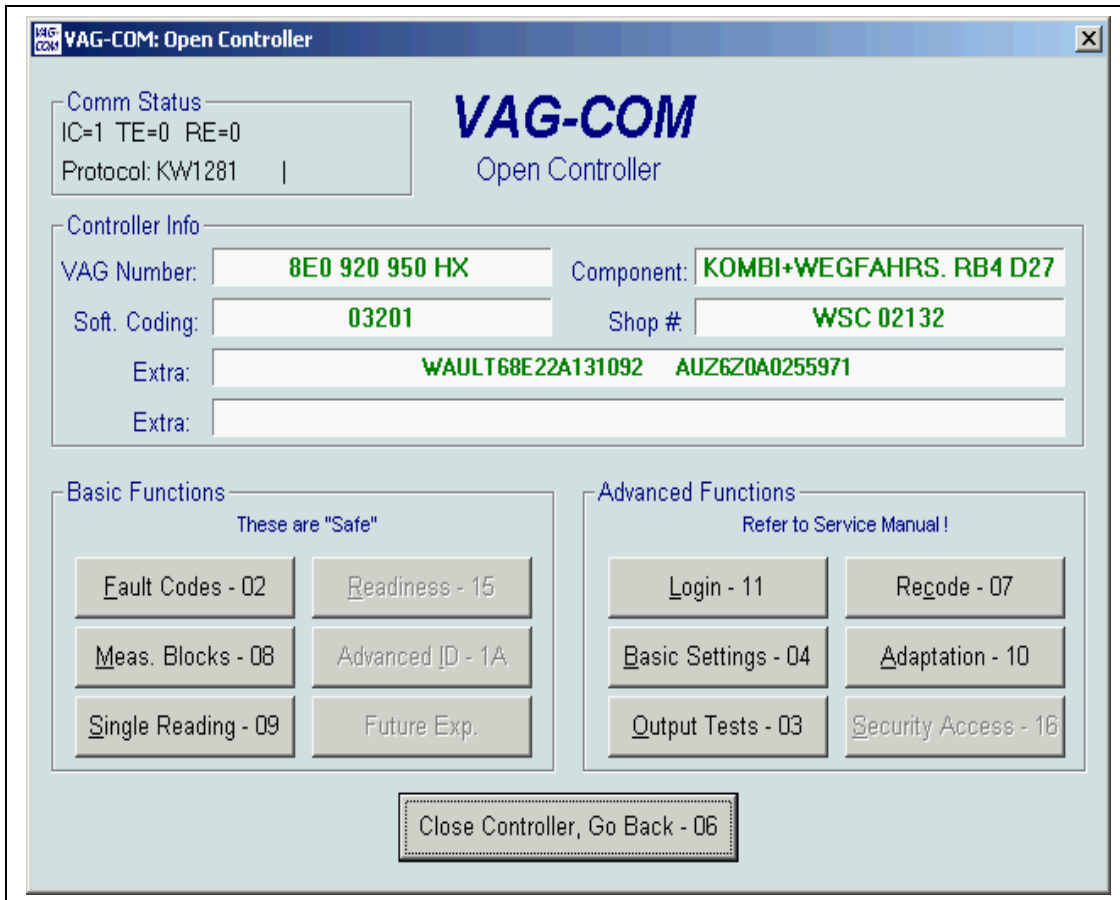 VAG-COM VAG-COM: Open Controller
Comm Status
IC=1 TE=0 RE=0
Protocol: KW1281 |
VAG-COM
Open Controller
Controller Info
VAG Number: 8E0 920 950 HX Component: KOMBI+WEGFAHRS. RB4 D27
Soft. Coding: 03201 Shop #: WSC 02132
Extra: WAULT68E22A131092 AUZ6Z0A0255971
Extra:
Basic Functions
These are "Safe"
Fault Codes - 02 Readiness - 15
Meas. Blocks - 08 Advanced ID - 1A
Single Reading - 09 Future Exp.
Advanced Functions
Refer to Service Manual !
Login - 11 Recode - 07
Basic Settings - 04 Adaptation - 10
Output Tests - 03 Security Access - 16
Close Controller, Go Back - 06